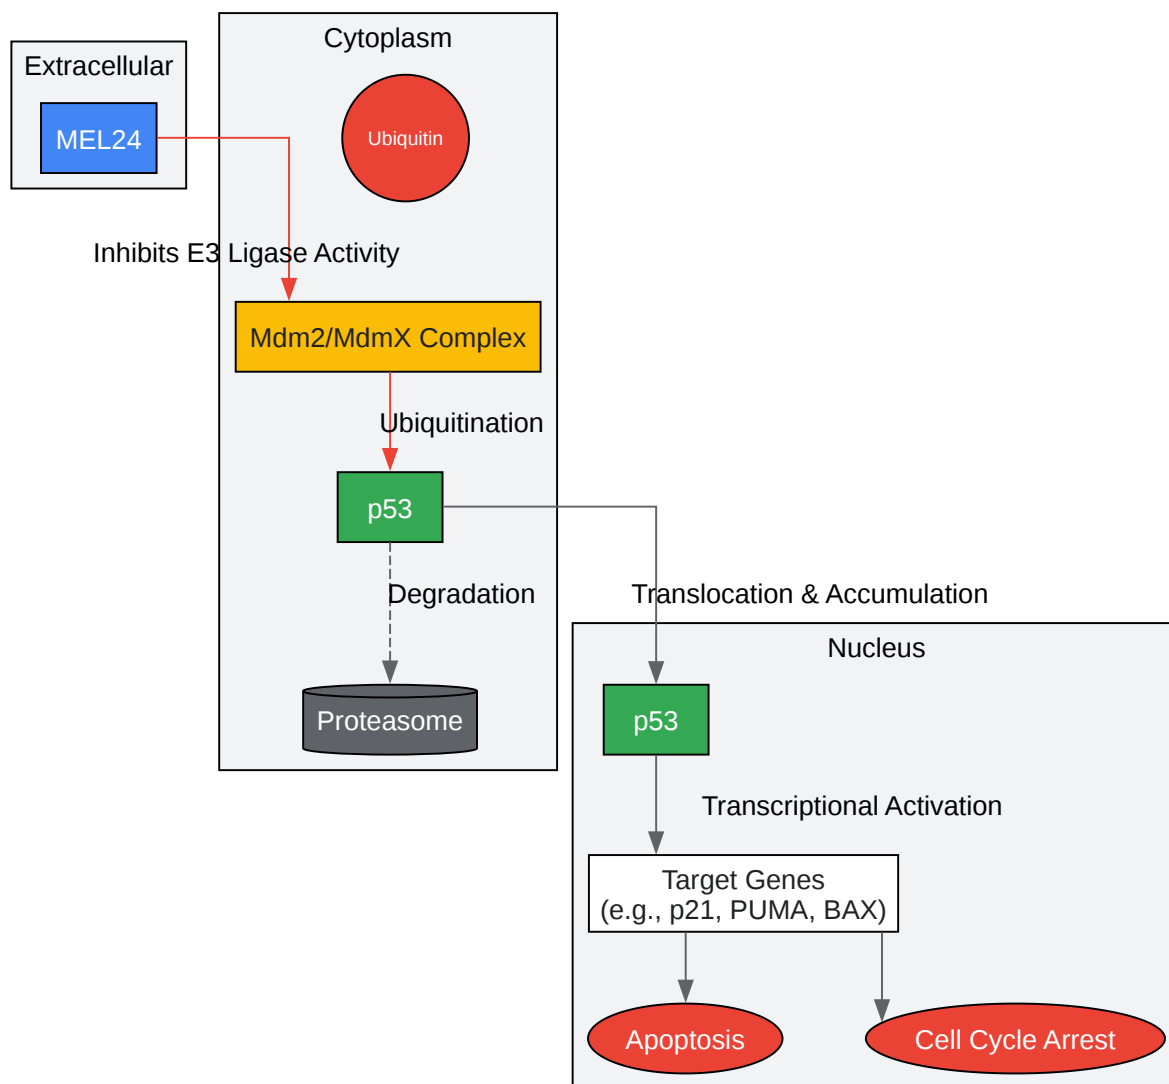 Cytoplasm
Extracellular
MEL24
Ubiquitin
Inhibits E3 Ligase Activity
Mdm2/MdmX Complex
Ubiquitination
p53
Degradation
Translocation & Accumulation
Proteasome
Nucleus
p53
Transcriptional Activation
Target Genes
(e.g., p21, PUMA, BAX)
Apoptosis
Cell Cycle Arrest